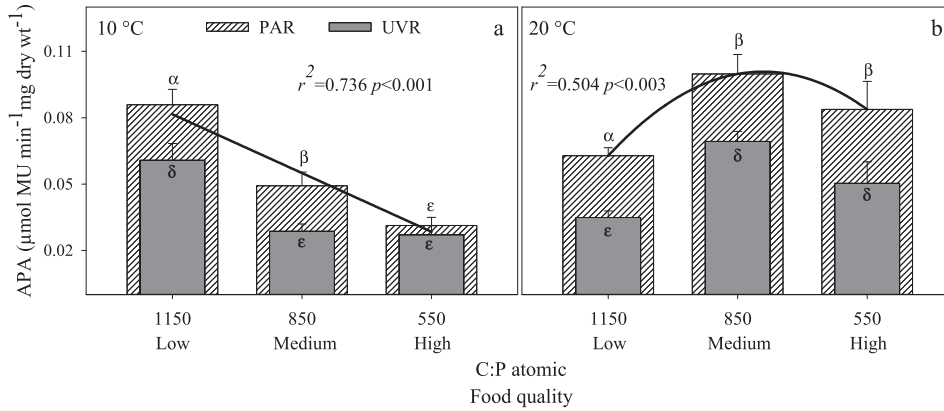 10 °C PAR UVR a
20 °C b
r²=0.736 p<0.001
r²=0.504 p<0.003
APA (μmol MU min⁻¹mg dry wt⁻¹)
0.11
0.08
0.05
0.02
α
δ
β
ε
ε
ε
α
ε
β
δ
β
δ
1150 850 550 1150 850 550
Low Medium High Low Medium High
C:P atomic
Food quality